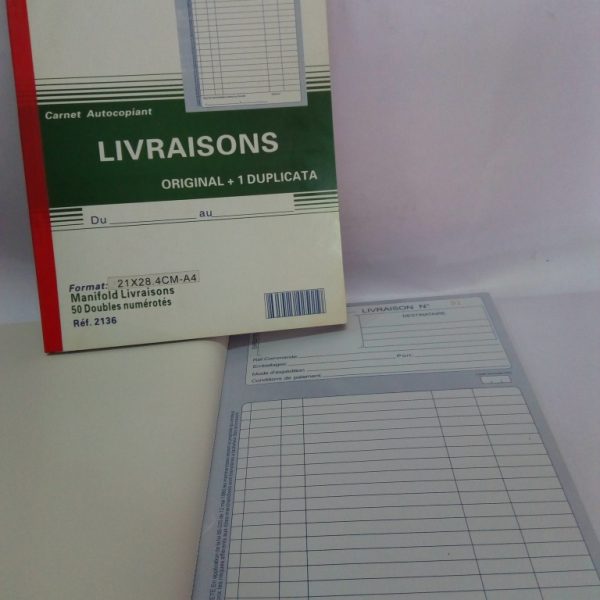 Carnet Autocopiant
LIVRAISONS
ORIGINAL + 1 DUPLICATA
Du au
Format: 21X28.4CM-A4
Manifold Livraisons
50 Doubles numérotés
Réf. 2136
LIVRAISON N°
DESTINATAIRE
Réf. Commande Port
Emballages
Mode d'expédition
Conditions de paiement